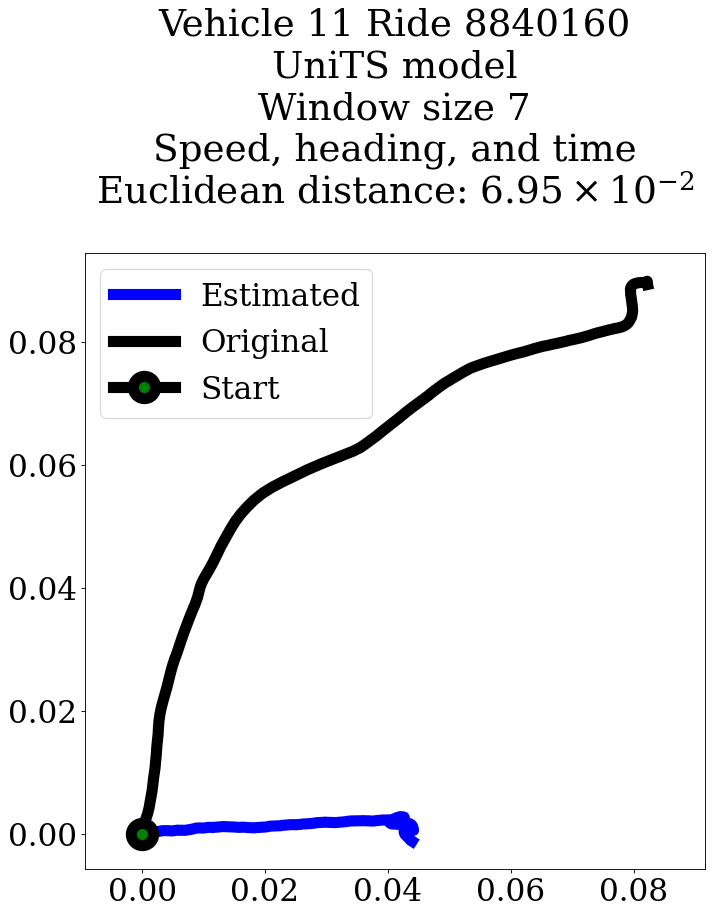 Vehicle 11 Ride 8840160
UniTS model
Window size 7
Speed, heading, and time
Euclidean distance: 6.95 × 10⁻²
Estimated
Original
Start
0.08
0.06
0.04
0.02
0.00
0.00 0.02 0.04 0.06 0.08